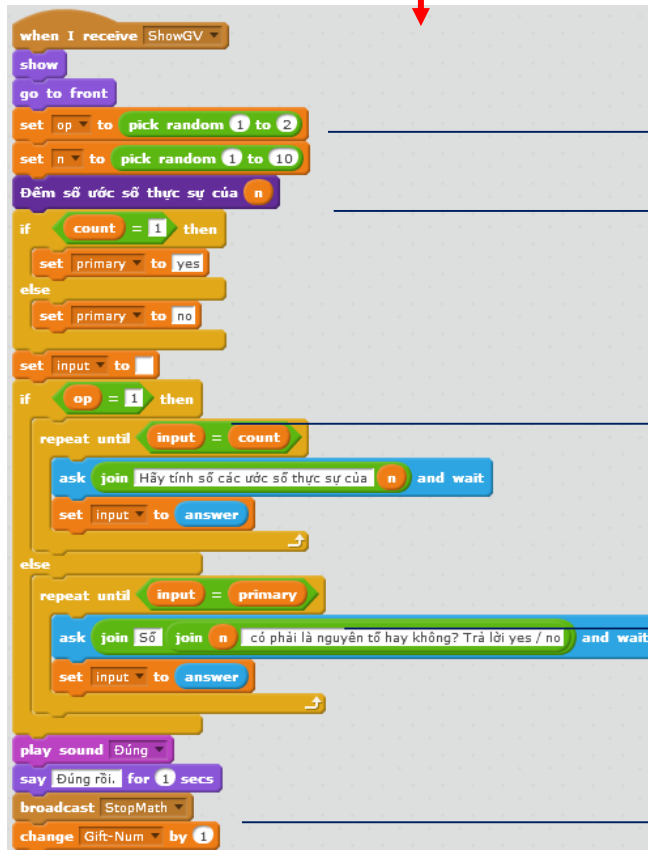 when I receive ShowGV
show
go to front
set op to pick random 1 to 2
set n to pick random 1 to 10
Đếm số ước số thực sự của n
if count = 1 then
set primary to yes
else
set primary to no
set input to
if op = 1 then
repeat until input = count
ask join Hãy tính số các ước số thực sự của n and wait
set input to answer
else
repeat until input = primary
ask join Số join n có phải là nguyên tố hay không? Trả lời yes / no and wait
set input to answer
play sound Đúng
say Đúng rồi. for 1 secs
broadcast StopMath
change Gift-Num by 1